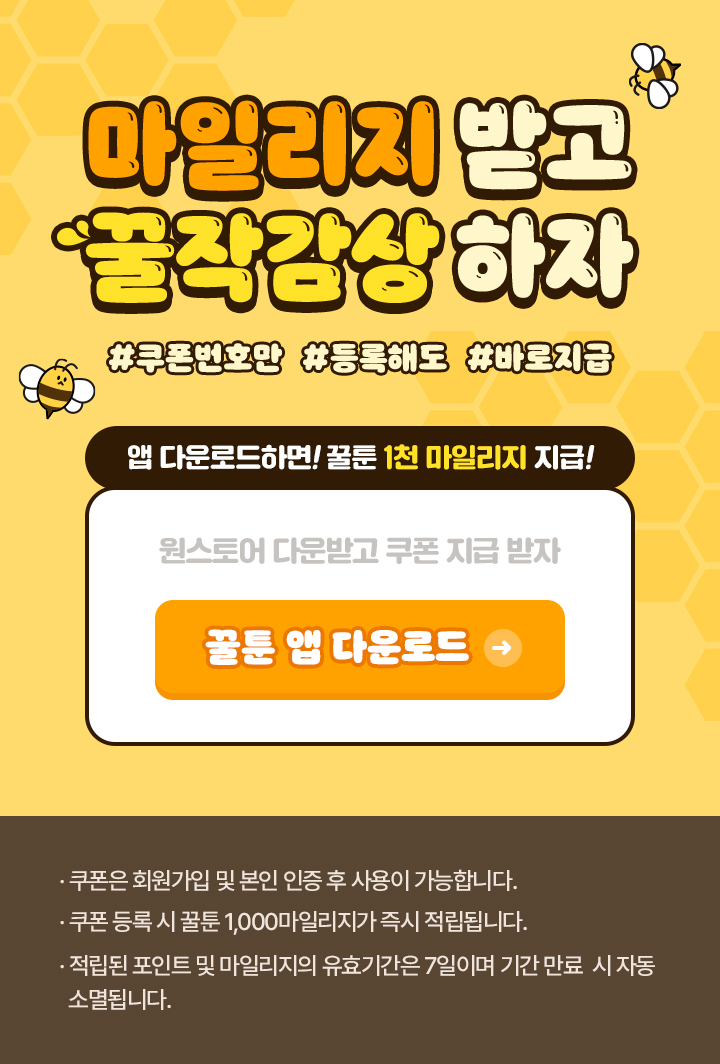 마일리지 받고
꿀작감상 하자
#쿠폰번호만 #등록해도 #바로지급
앱 다운로드하면! 꿀툰 1천 마일리지 지급!
원스토어 다운받고 쿠폰 지급 받자
꿀툰 앱 다운로드
· 쿠폰은 회원가입 및 본인 인증 후 사용이 가능합니다.
· 쿠폰 등록 시 꿀툰 1,000마일리지가 즉시 적립됩니다.
· 적립된 포인트 및 마일리지의 유효기간은 7일이며 기간 만료 시 자동
소멸됩니다.